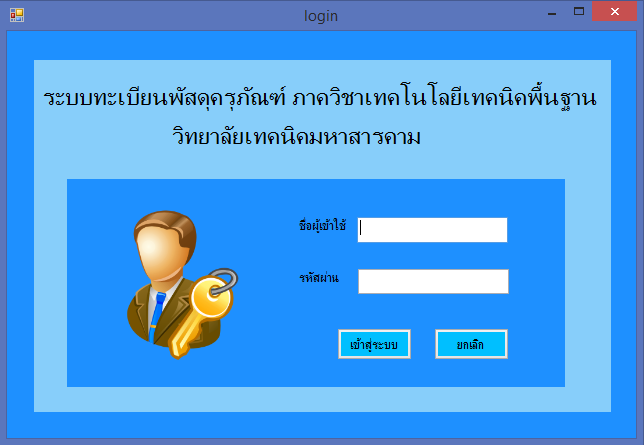 login
ระบบทะเบียนพัสดุครุภัณฑ์ ภาควิชาเทคโนโลยีเทคนิคพื้นฐาน
วิทยาลัยเทคนิคมหาสารคาม
ชื่อผู้เข้าใช้
รหัสผ่าน
เข้าสู่ระบบ ยกเลิก